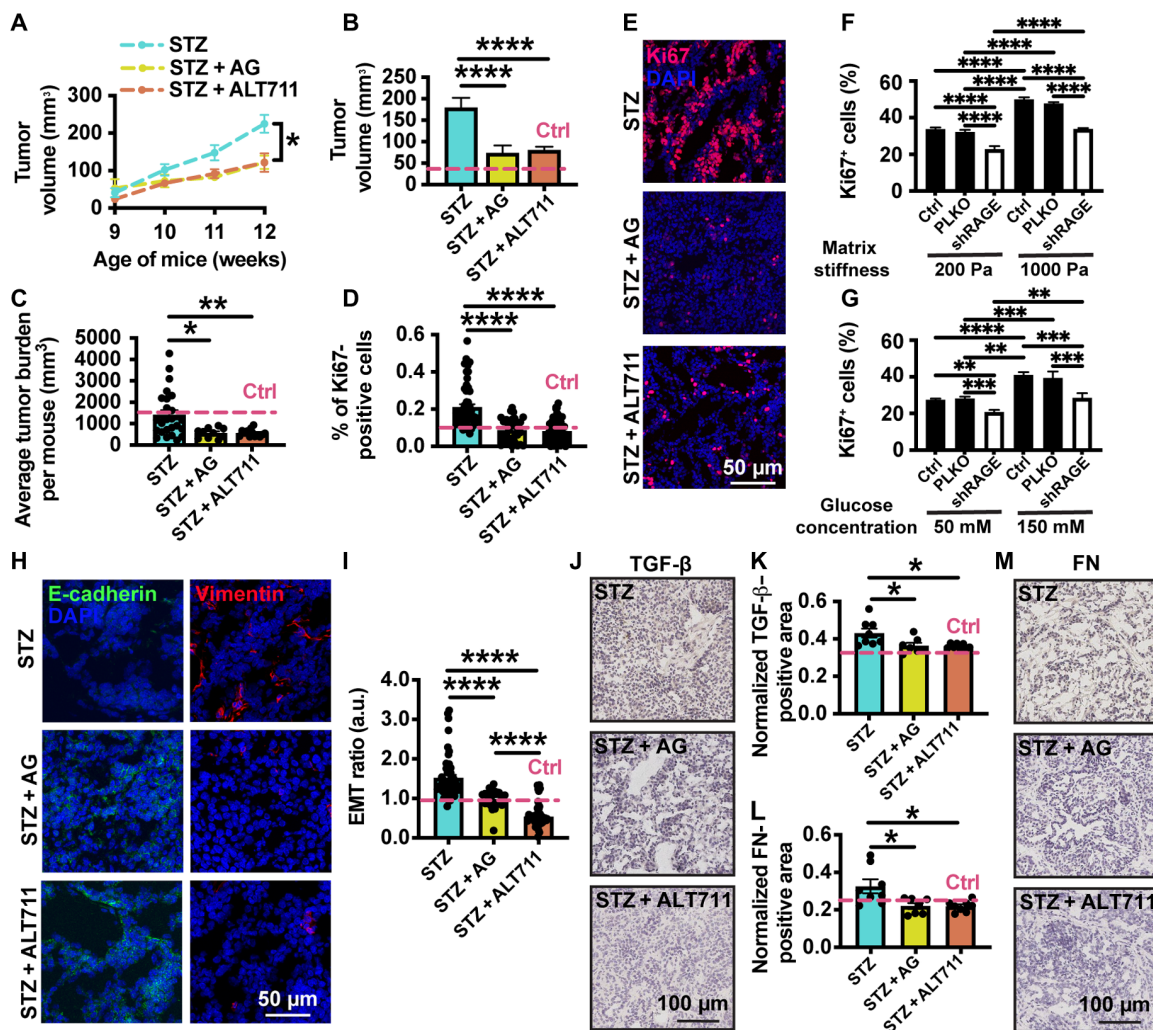 A
STZ
STZ + AG
STZ + ALT711
Tumor
volume (mm³)
300
200
100
0
*
9 10 11 12
Age of mice (weeks)
B
Tumor
volume (mm³)
250
200
150
100
50
0
****
****
Ctrl
STZ
STZ + AG
STZ + ALT711
C
Average tumor burden
per mouse (mm³)
5000
4000
3000
2000
1000
0
**
*
Ctrl
STZ
STZ + AG
STZ + ALT711
D
% of Ki67-
positive cells
0.6
0.4
0.2
0.0
****
****
Ctrl
STZ
STZ + AG
STZ + ALT711
E
Ki67
DAPI
STZ
STZ + AG
STZ + ALT711
50 µm
F
Ki67⁺ cells (%)
60
40
20
0
****
****
****
****
****
****
****
****
Ctrl
PLKO
shRAGE
Ctrl
PLKO
shRAGE
Matrix
stiffness
200 Pa 1000 Pa
G
Ki67⁺ cells (%)
60
40
20
0
**
***
****
***
**
**
***
***
Ctrl
PLKO
shRAGE
Ctrl
PLKO
shRAGE
Glucose
concentration
50 mM 150 mM
H
E-cadherin
DAPI
Vimentin
STZ
STZ + AG
STZ + ALT711
50 µm
I
EMT ratio (a.u.)
4.0
3.0
2.0
1.0
0.0
****
****
****
Ctrl
STZ
STZ + AG
STZ + ALT711
J
TGF-β
STZ
STZ + AG
STZ + ALT711
100 µm
K
Normalized TGF-β–
positive area
0.8
0.6
0.4
0.2
0.0
*
*
Ctrl
STZ
STZ + AG
STZ + ALT711
L
Normalized FN-
positive area
0.6
0.4
0.2
0.0
*
*
Ctrl
STZ
STZ + AG
STZ + ALT711
M
FN
STZ
STZ + AG
STZ + ALT711
100 µm